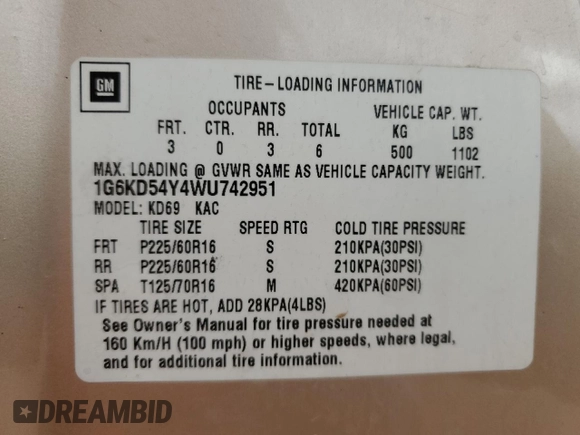 GM
TIRE-LOADING INFORMATION
OCCUPANTS VEHICLE CAP. WT.
FRT. CTR. RR. TOTAL KG LBS
3 0 3 6 500 1102
MAX. LOADING @ GVWR SAME AS VEHICLE CAPACITY WEIGHT.
1G6KD54Y4WU742951
MODEL: KD69 KAC
TIRE SIZE SPEED RTG COLD TIRE PRESSURE
FRT P225/60R16 S 210KPA(30PSI)
RR P225/60R16 S 210KPA(30PSI)
SPA T125/70R16 M 420KPA(60PSI)
IF TIRES ARE HOT, ADD 28KPA(4LBS)
See Owner's Manual for tire pressure needed at
160 Km/H (100 mph) or higher speeds, where legal,
and for additional tire information.
DREAMBID